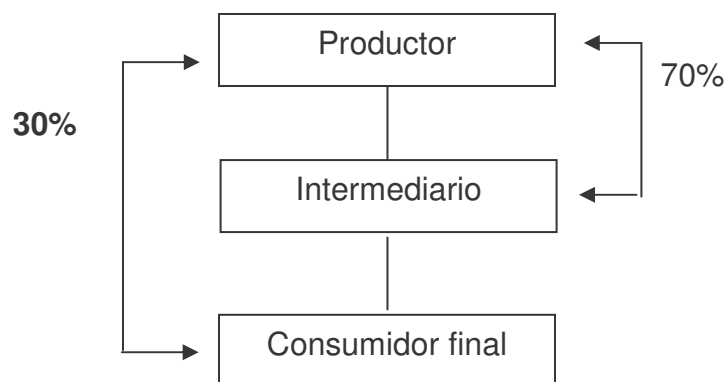 Productor
70%
30%
Intermediario
Consumidor final